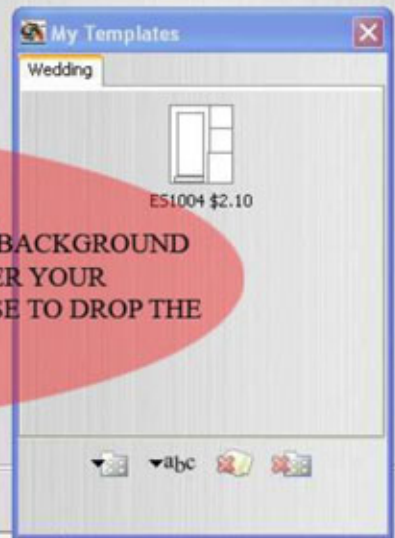 My Templates
Wedding
ES1004 $2.10
BACKGROUND
ER YOUR
SE TO DROP THE
abc